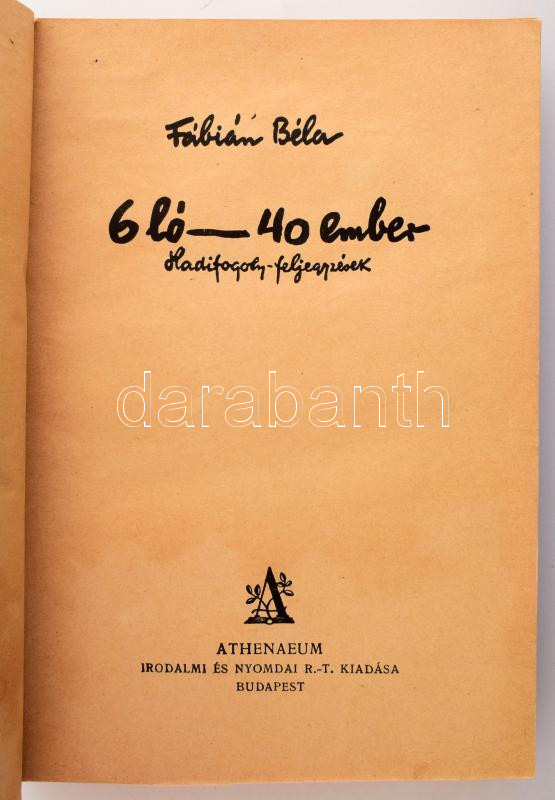 Fábián Béla
6 ló — 40 ember
Hadifogoly-feljegyzések
darabanth
A
ATHENAEUM
IRODALMI ÉS NYOMDAI R.-T. KIADÁSA
BUDAPEST